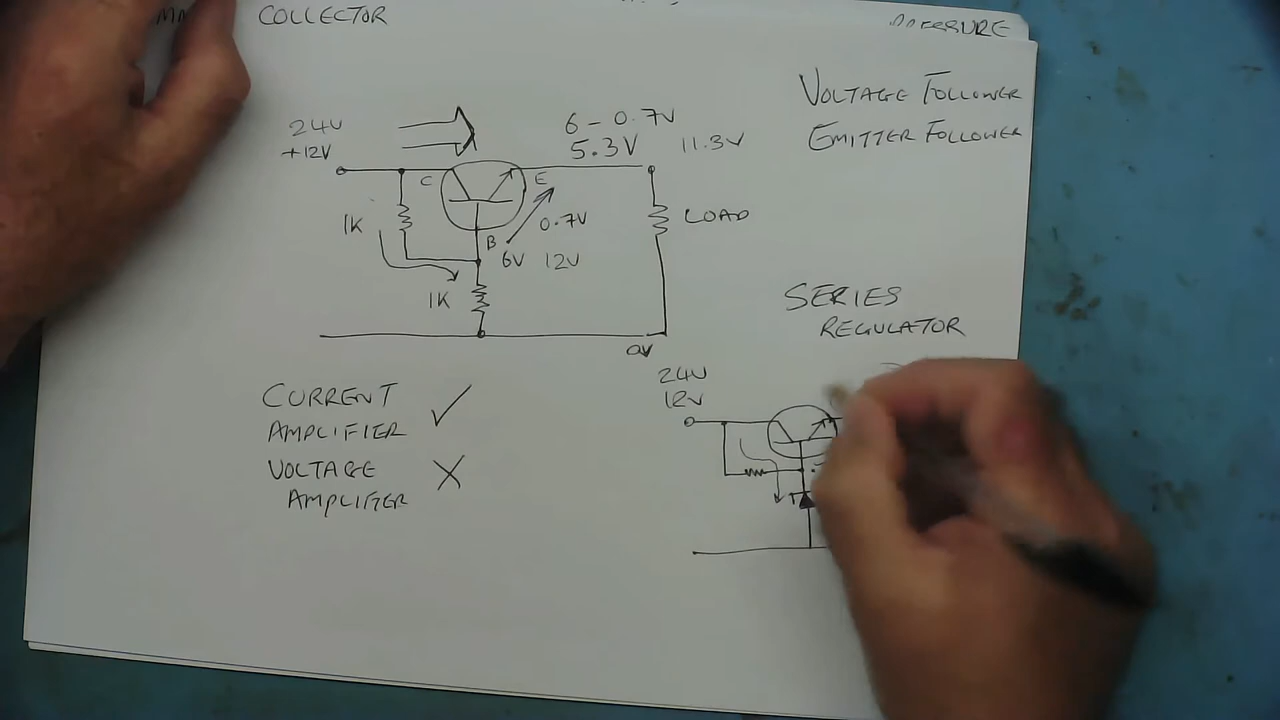 COLLECTOR
VOLTAGE FOLLOWER
EMITTER FOLLOWER
24V
+12V
6 - 0.7V
5.3V 11.3V
C E
1K
0.7V
LOAD
B
6V 12V
1K
0V
SERIES
REGULATOR
CURRENT
AMPLIFIER ✓
VOLTAGE
AMPLIFIER X
24V
12V